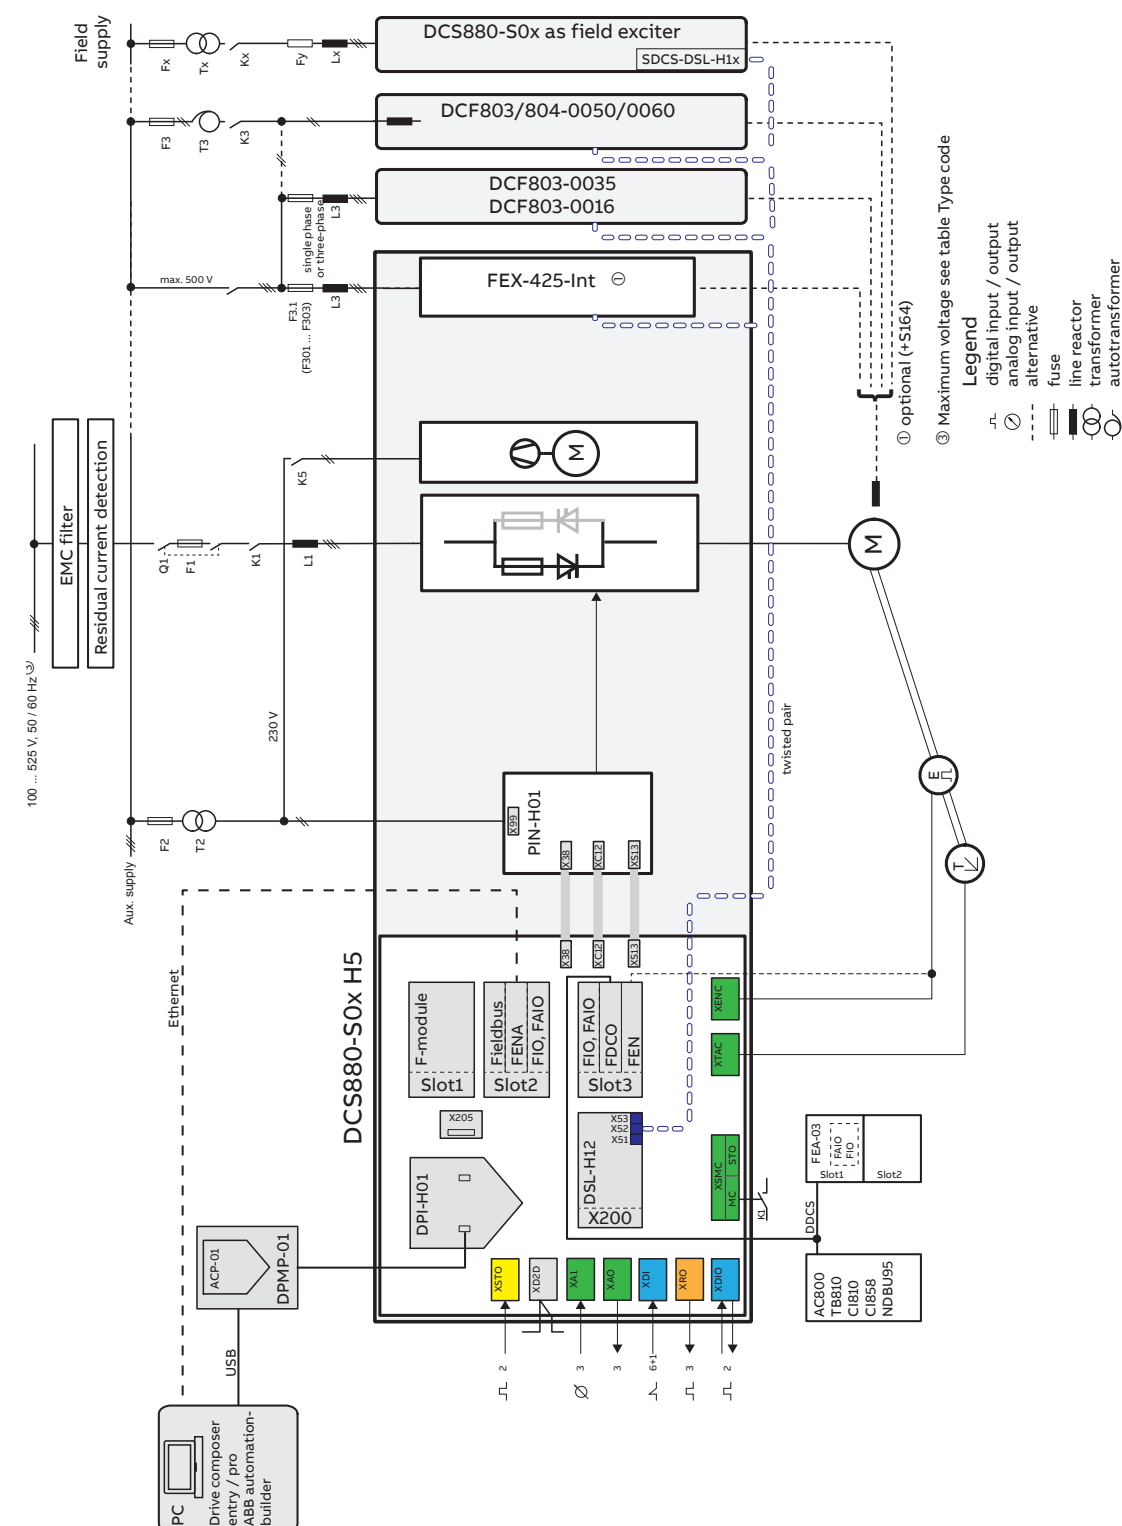 Field
supply
Fx
Tx
Kx
Fy
Lx
DCS880-S0x as field exciter
SDCS-DSL-H1x
F3
T3
K3
DCF803/804-0050/0060
single phase
or three-phase
L3
DCF803-0035
DCF803-0016
max. 500 V
F3.1
(F301 ... F303)
L3
FEX-425-Int ①
① optional (+S164)
③ Maximum voltage see table Type code
Legend
digital input / output
analog input / output
alternative
fuse
line reactor
transformer
autotransformer
EMC filter
Residual current detection
100 ... 525 V, 50 / 60 Hz ③
Q1
F1
K1
L1
K5
M
M
230 V
F2
T2
Aux. supply
X99
PIN-H01
X38
XC12
XS13
twisted pair
E
T
Ethernet
DCS880-S0x H5
X38
XC12
XS13
F-module
Slot1
Fieldbus
FENA
FIO, FAIO
Slot2
FIO, FAIO
FDCO
FEN
Slot3
XENC
XTAC
X205
DPI-H01
DSL-H12
X53
X52
X51
X200
XSMC
MC
STO
K1
XSTO
XD2D
XA1
XAO
XDI
XRO
XDIO
2
3
3
6+1
3
2
FEA-03
FAIO
FIO
Slot1
Slot2
DDCS
AC800
TB810
CI810
CI858
NDBU95
ACP-01
DPMP-01
USB
PC
Drive composer
entry / pro
ABB automation-
builder